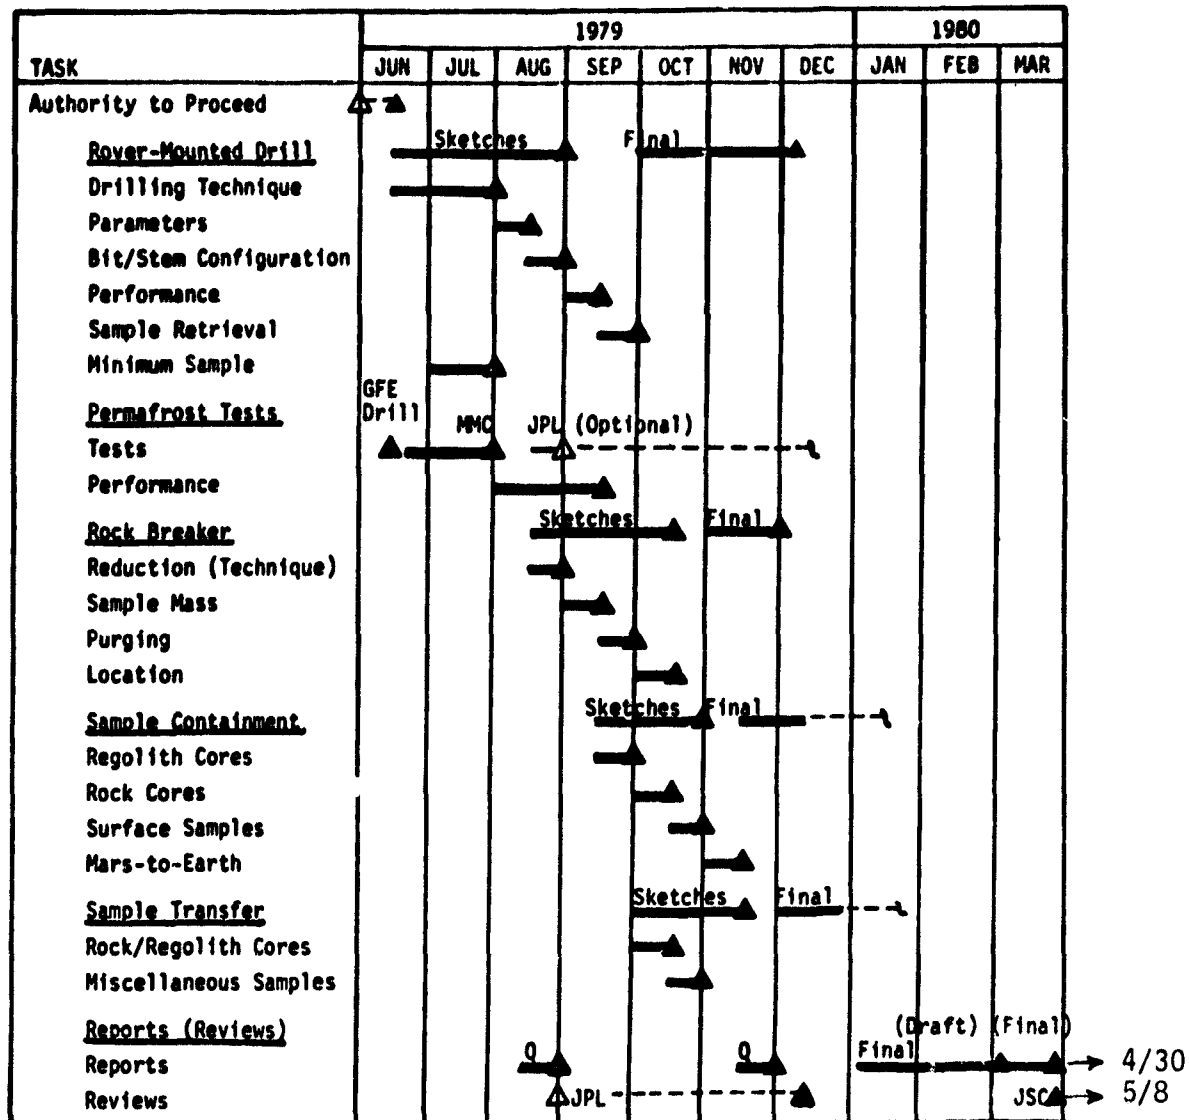 1979 1980
TASK JUN JUL AUG SEP OCT NOV DEC JAN FEB MAR
Authority to Proceed
Rover-Mounted Drill Sketches Final
Drilling Technique
Parameters
Bit/Stem Configuration
Performance
Sample Retrieval
Minimum Sample
GFE
Permafrost Tests Drill MMC JPL (Optional)
Tests
Performance
Rock Breaker Sketches Final
Reduction (Technique)
Sample Mass
Purging
Location
Sample Containment Sketches Final
Regolith Cores
Rock Cores
Surface Samples
Mars-to-Earth
Sample Transfer Sketches Final
Rock/Regolith Cores
Miscellaneous Samples
Reports (Reviews) (Draft) (Final)
Reports Q Q Final 4/30
Reviews JPL JSC 5/8